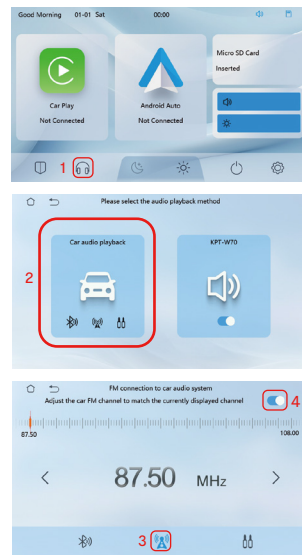 Good Morning 01-01 Sat 00:00
Micro SD Card
Inserted
Car Play
Not Connected
Android Auto
Not Connected
1
Please select the audio playback method
Car audio playback
KPT-W70
2
FM connection to car audio system
Adjust the car FM channel to match the currently displayed channel
4
87.50
108.00
87.50 MHz
3